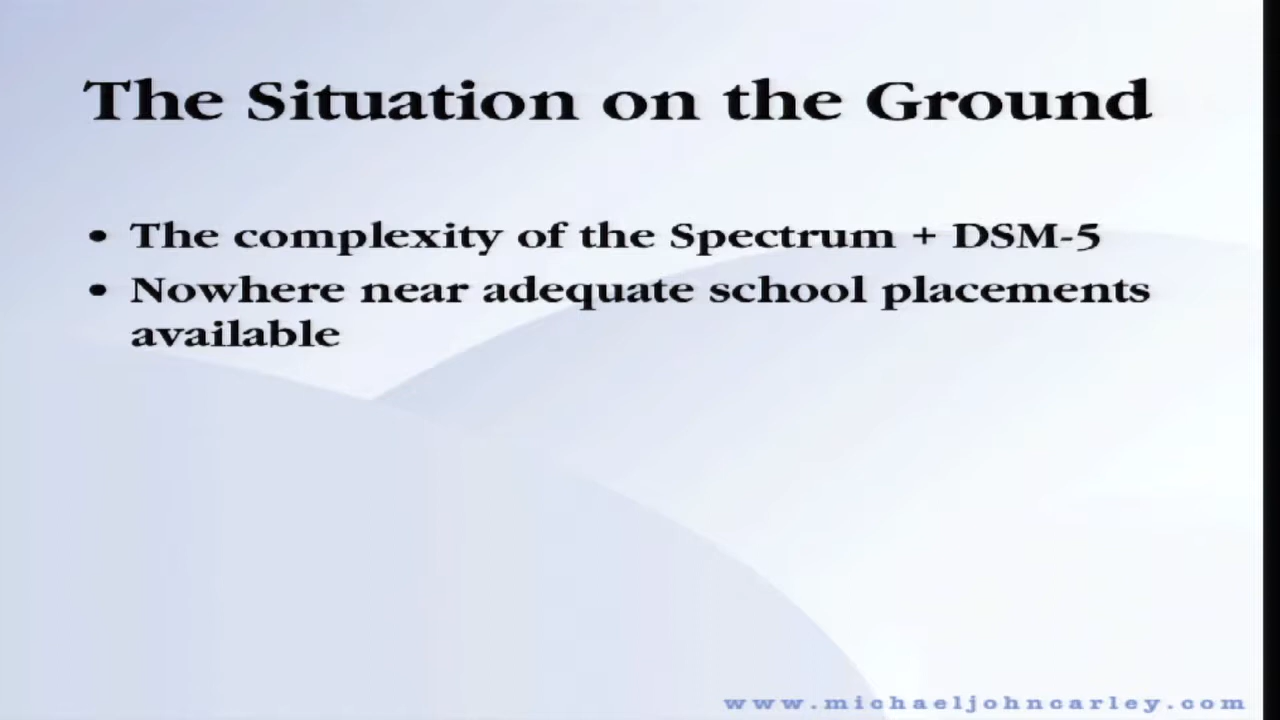 The Situation on the Ground
• The complexity of the Spectrum + DSM-5
• Nowhere near adequate school placements
available
www.michaeljohncarley.com